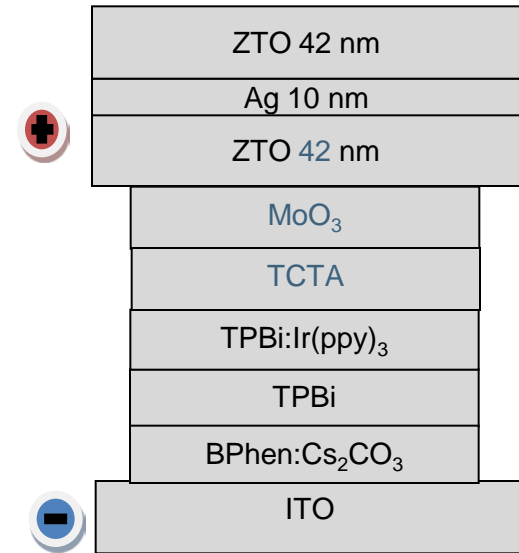 ZTO 42 nm
Ag 10 nm
ZTO 42 nm
MoO₃
TCTA
TPBi:Ir(ppy)₃
TPBi
BPhen:Cs₂CO₃
ITO